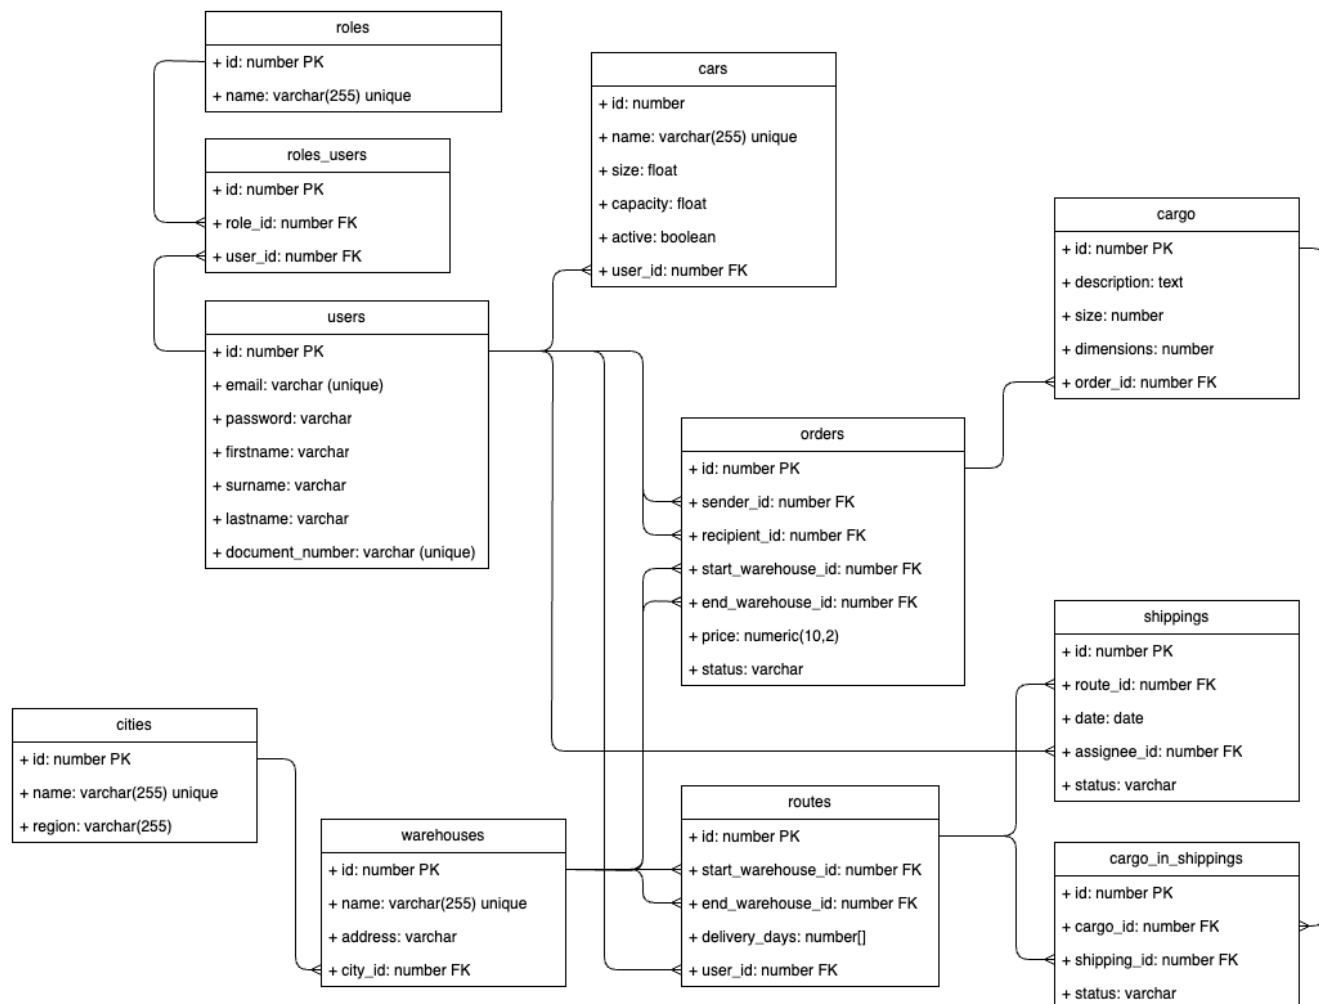 roles
+ id: number PK
+ name: varchar(255) unique
roles_users
+ id: number PK
+ role_id: number FK
+ user_id: number FK
users
+ id: number PK
+ email: varchar (unique)
+ password: varchar
+ firstname: varchar
+ surname: varchar
+ lastname: varchar
+ document_number: varchar (unique)
cars
+ id: number
+ name: varchar(255) unique
+ size: float
+ capacity: float
+ active: boolean
+ user_id: number FK
cargo
+ id: number PK
+ description: text
+ size: number
+ dimensions: number
+ order_id: number FK
orders
+ id: number PK
+ sender_id: number FK
+ recipient_id: number FK
+ start_warehouse_id: number FK
+ end_warehouse_id: number FK
+ price: numeric(10,2)
+ status: varchar
shippings
+ id: number PK
+ route_id: number FK
+ date: date
+ assignee_id: number FK
+ status: varchar
cities
+ id: number PK
+ name: varchar(255) unique
+ region: varchar(255)
warehouses
+ id: number PK
+ name: varchar(255) unique
+ address: varchar
+ city_id: number FK
routes
+ id: number PK
+ start_warehouse_id: number FK
+ end_warehouse_id: number FK
+ delivery_days: number[]
+ user_id: number FK
cargo_in_shippings
+ id: number PK
+ cargo_id: number FK
+ shipping_id: number FK
+ status: varchar